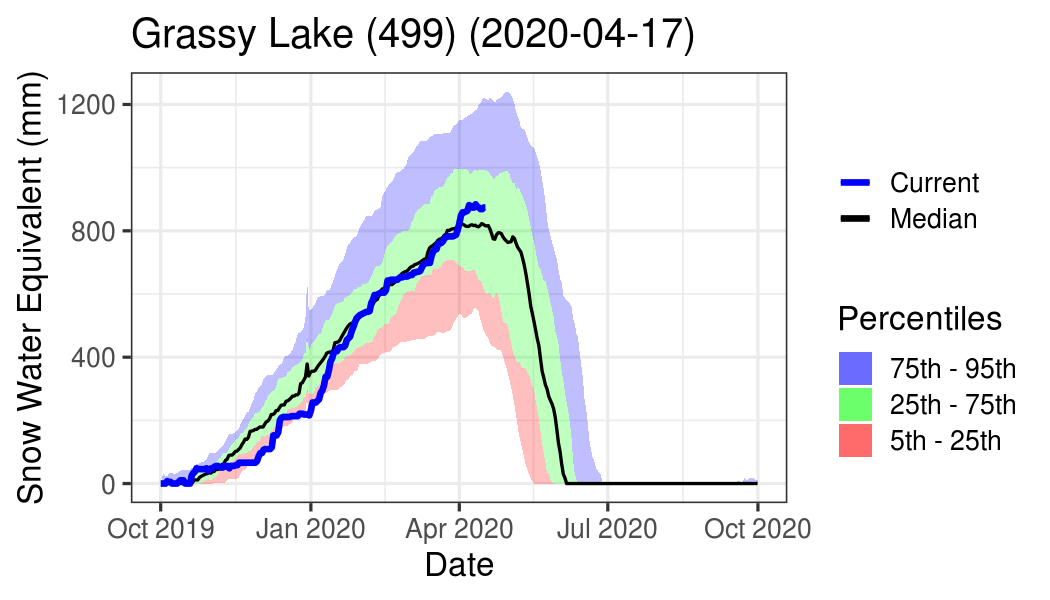 Grassy Lake (499) (2020-04-17)
Snow Water Equivalent (mm)
1200
800
400
0
Oct 2019
Jan 2020
Apr 2020
Jul 2020
Oct 2020
Date
Current
Median
Percentiles
75th - 95th
25th - 75th
5th - 25th